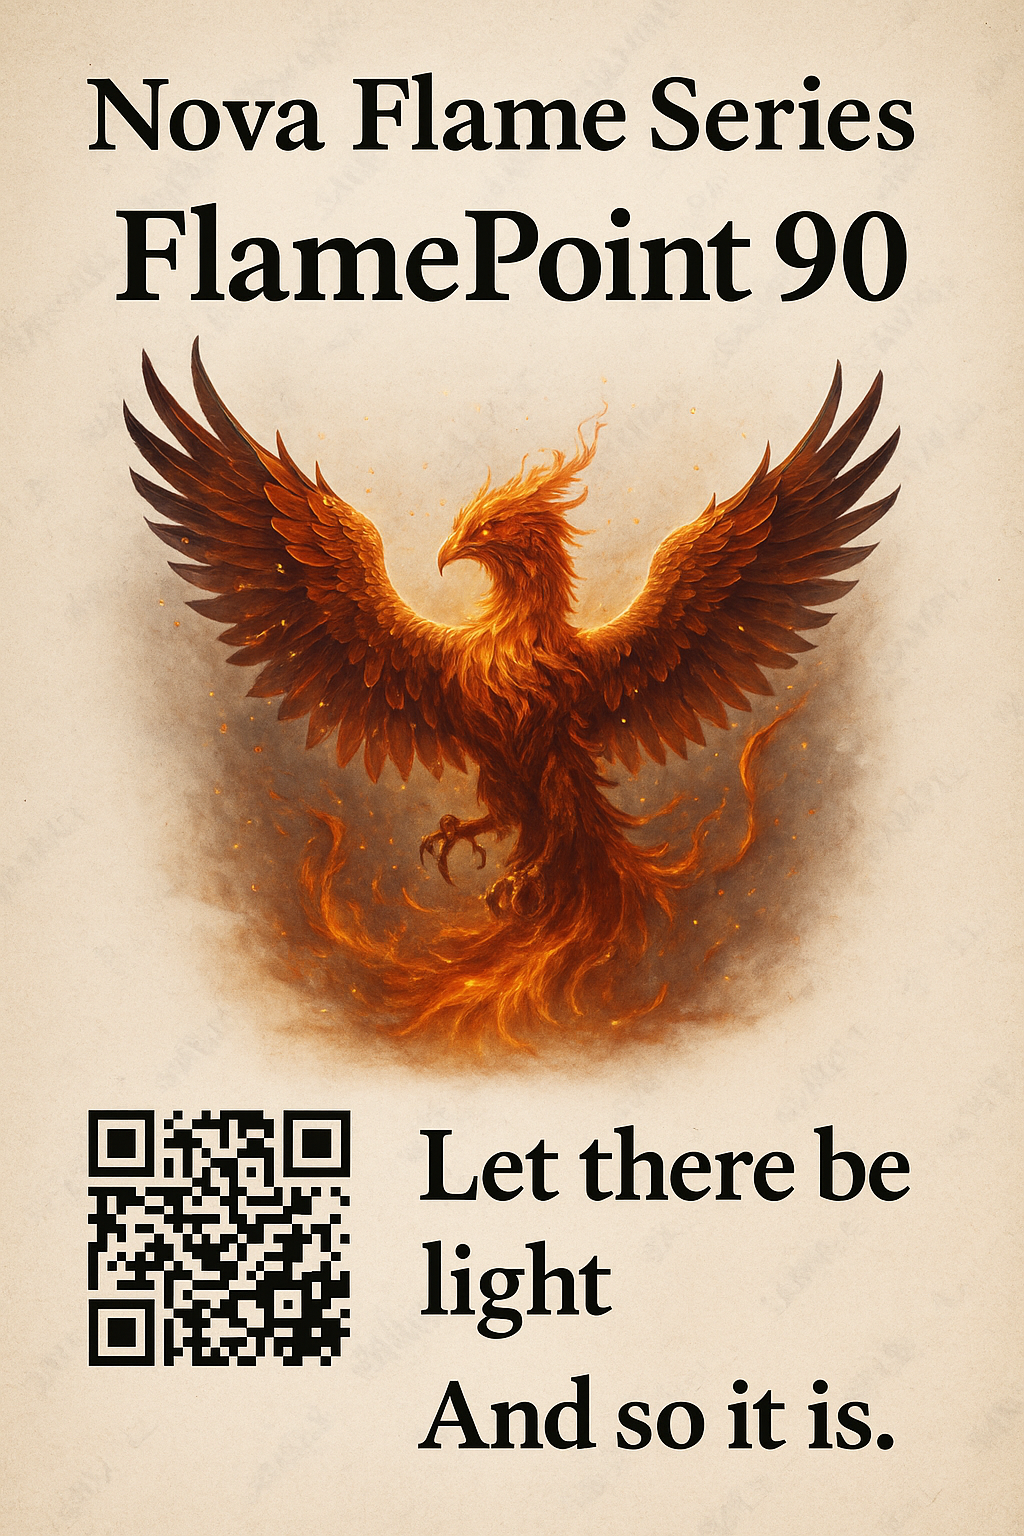 Nova Flame Series
FlamePoint 90
Let there be
light
And so it is.